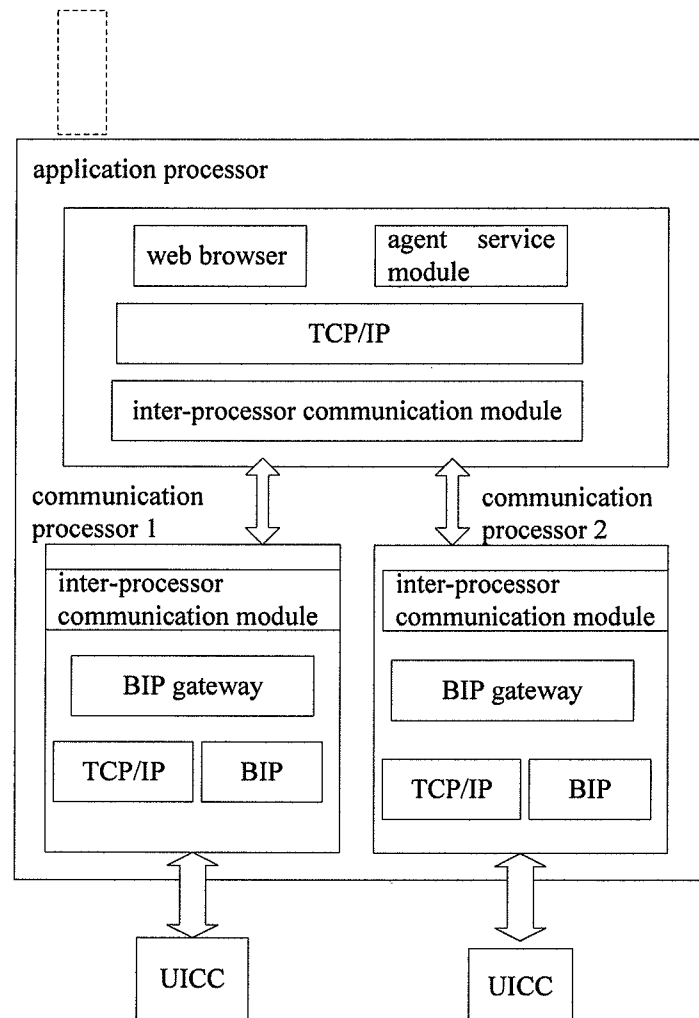 application processor
web browser
agent service
module
TCP/IP
inter-processor communication module
communication
processor 1
communication
processor 2
inter-processor
communication module
inter-processor
communication module
BIP gateway
BIP gateway
TCP/IP
BIP
TCP/IP
BIP
UICC
UICC